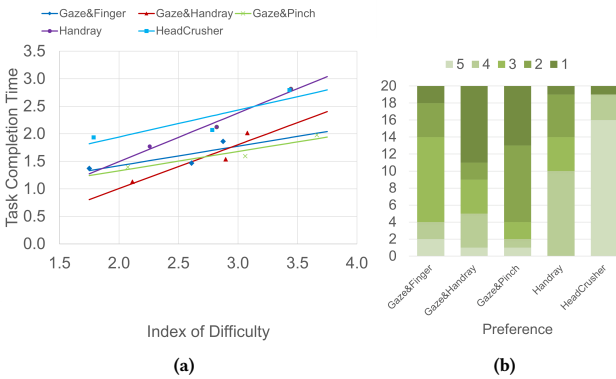 Gaze&Finger Gaze&Handray Gaze&Pinch
Handray HeadCrusher
Task Completion Time
3.5
3.0
2.5
2.0
1.5
1.0
0.5
0.0
1.5 2.0 2.5 3.0 3.5 4.0
Index of Difficulty
(a)
5 4 3 2 1
20
18
16
14
12
10
8
6
4
2
0
Gaze&Finger
Gaze&Handray
Gaze&Pinch
Handray
HeadCrusher
Preference
(b)